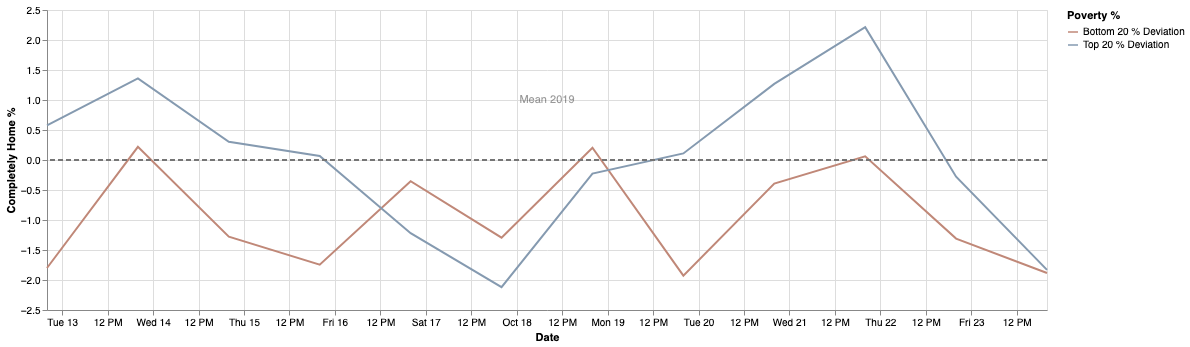 2.5
2.0
1.5
1.0
0.5
0.0
−0.5
−1.0
−1.5
−2.0
−2.5
Completely Home %
Mean 2019
Tue 13 12 PM Wed 14 12 PM Thu 15 12 PM Fri 16 12 PM Sat 17 12 PM Oct 18 12 PM Mon 19 12 PM Tue 20 12 PM Wed 21 12 PM Thu 22 12 PM Fri 23 12 PM
Date
Poverty %
Bottom 20 % Deviation
Top 20 % Deviation